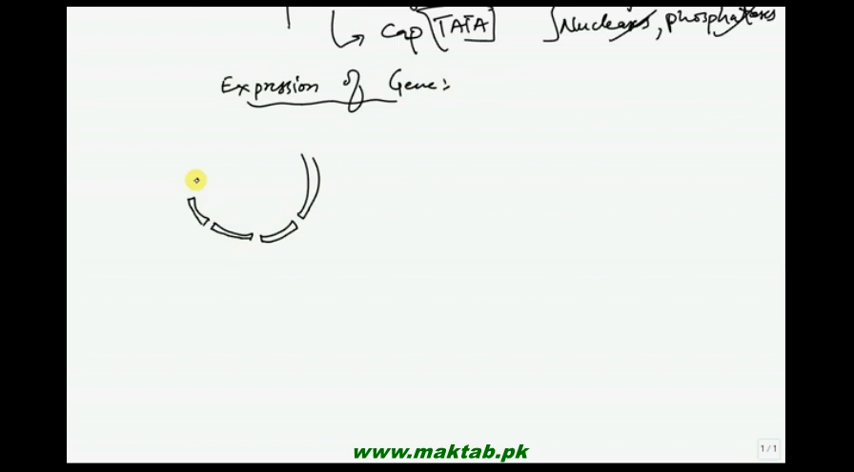 Cap TATA Nucleases, phosphatases
Expression of Gene:
1/1
www.maktab.pk